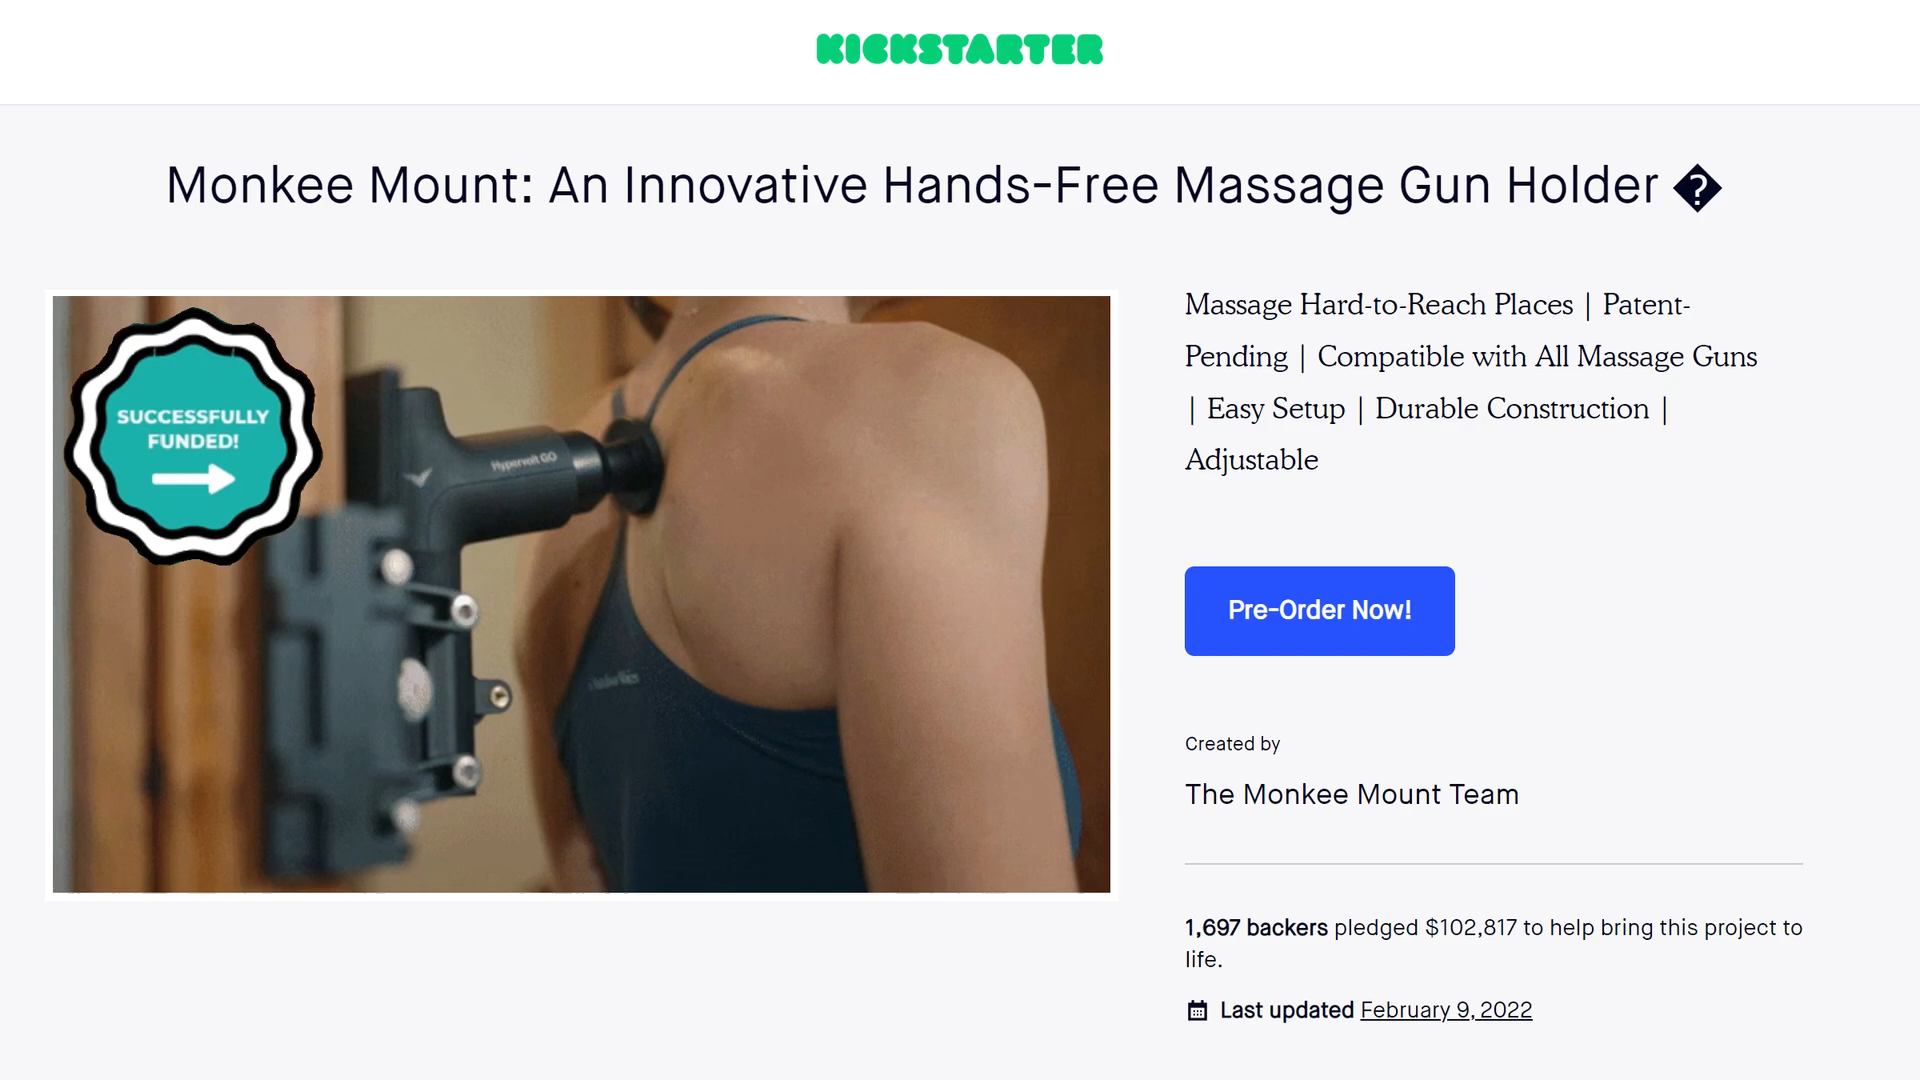 KICKSTARTER
Monkee Mount: An Innovative Hands-Free Massage Gun Holder �
SUCCESSFULLY
FUNDED!
Hypervolt GO
Massage Hard-to-Reach Places | Patent-
Pending | Compatible with All Massage Guns
| Easy Setup | Durable Construction |
Adjustable
Pre-Order Now!
Created by
The Monkee Mount Team
1,697 backers pledged $102,817 to help bring this project to
life.
Last updated February 9, 2022